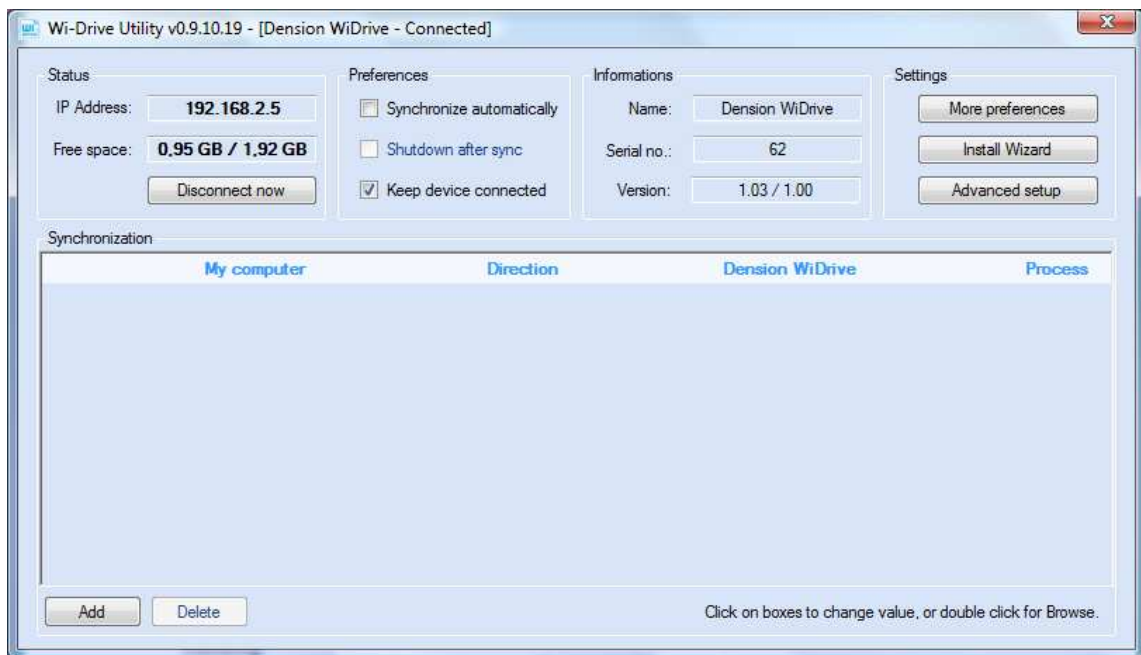 Wi-Drive Utility v0.9.10.19 - [Dension WiDrive - Connected]
Status
IP Address: 192.168.2.5
Free space: 0,95 GB / 1,92 GB
Disconnect now
Preferences
Synchronize automatically
Shutdown after sync
Keep device connected
Informations
Name: Dension WiDrive
Serial no.: 62
Version: 1.03 / 1.00
Settings
More preferences
Install Wizard
Advanced setup
Synchronization
My computer Direction Dension WiDrive Process
Add Delete Click on boxes to change value, or double click for Browse.